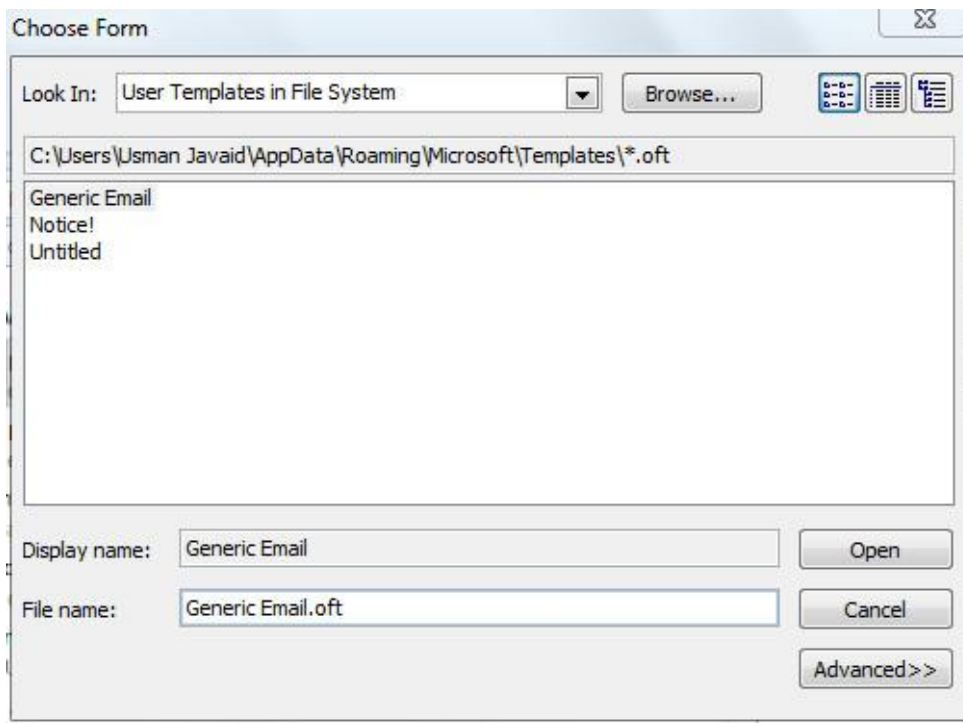 Choose Form
Look In: User Templates in File System Browse...
C:\Users\Usman Javaid\AppData\Roaming\Microsoft\Templates\*.oft
Generic Email
Notice!
Untitled
Display name: Generic Email Open
File name: Generic Email.oft Cancel
Advanced>>